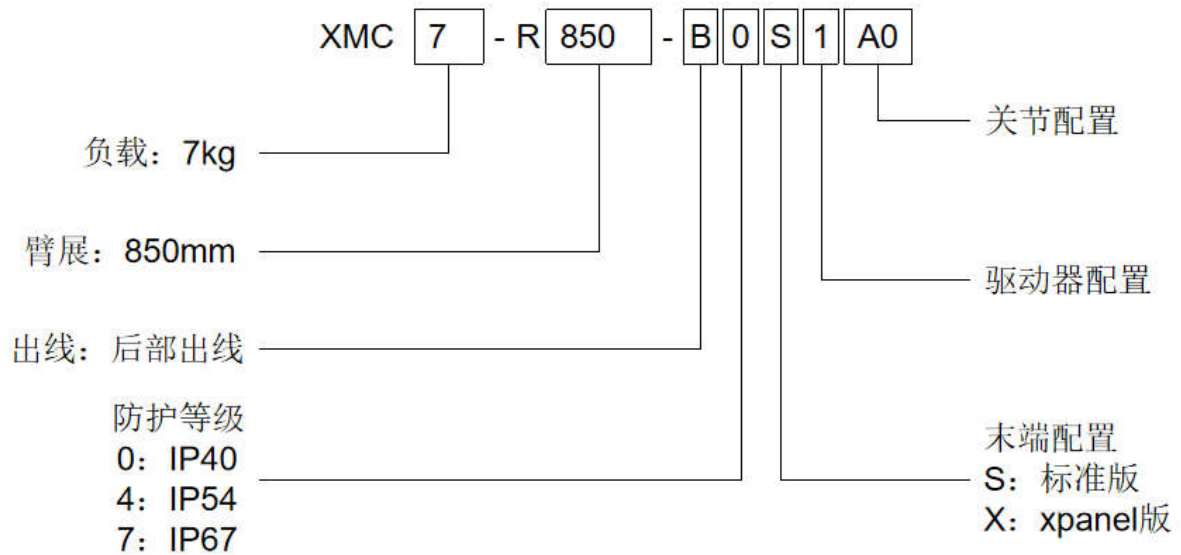 XMC 7 - R 850 - B 0 S 1 A0
关节配置
负载：7kg
臂展：850mm
驱动器配置
出线：后部出线
防护等级
0：IP40
4：IP54
7：IP67
末端配置
S：标准版
X：xpanel版